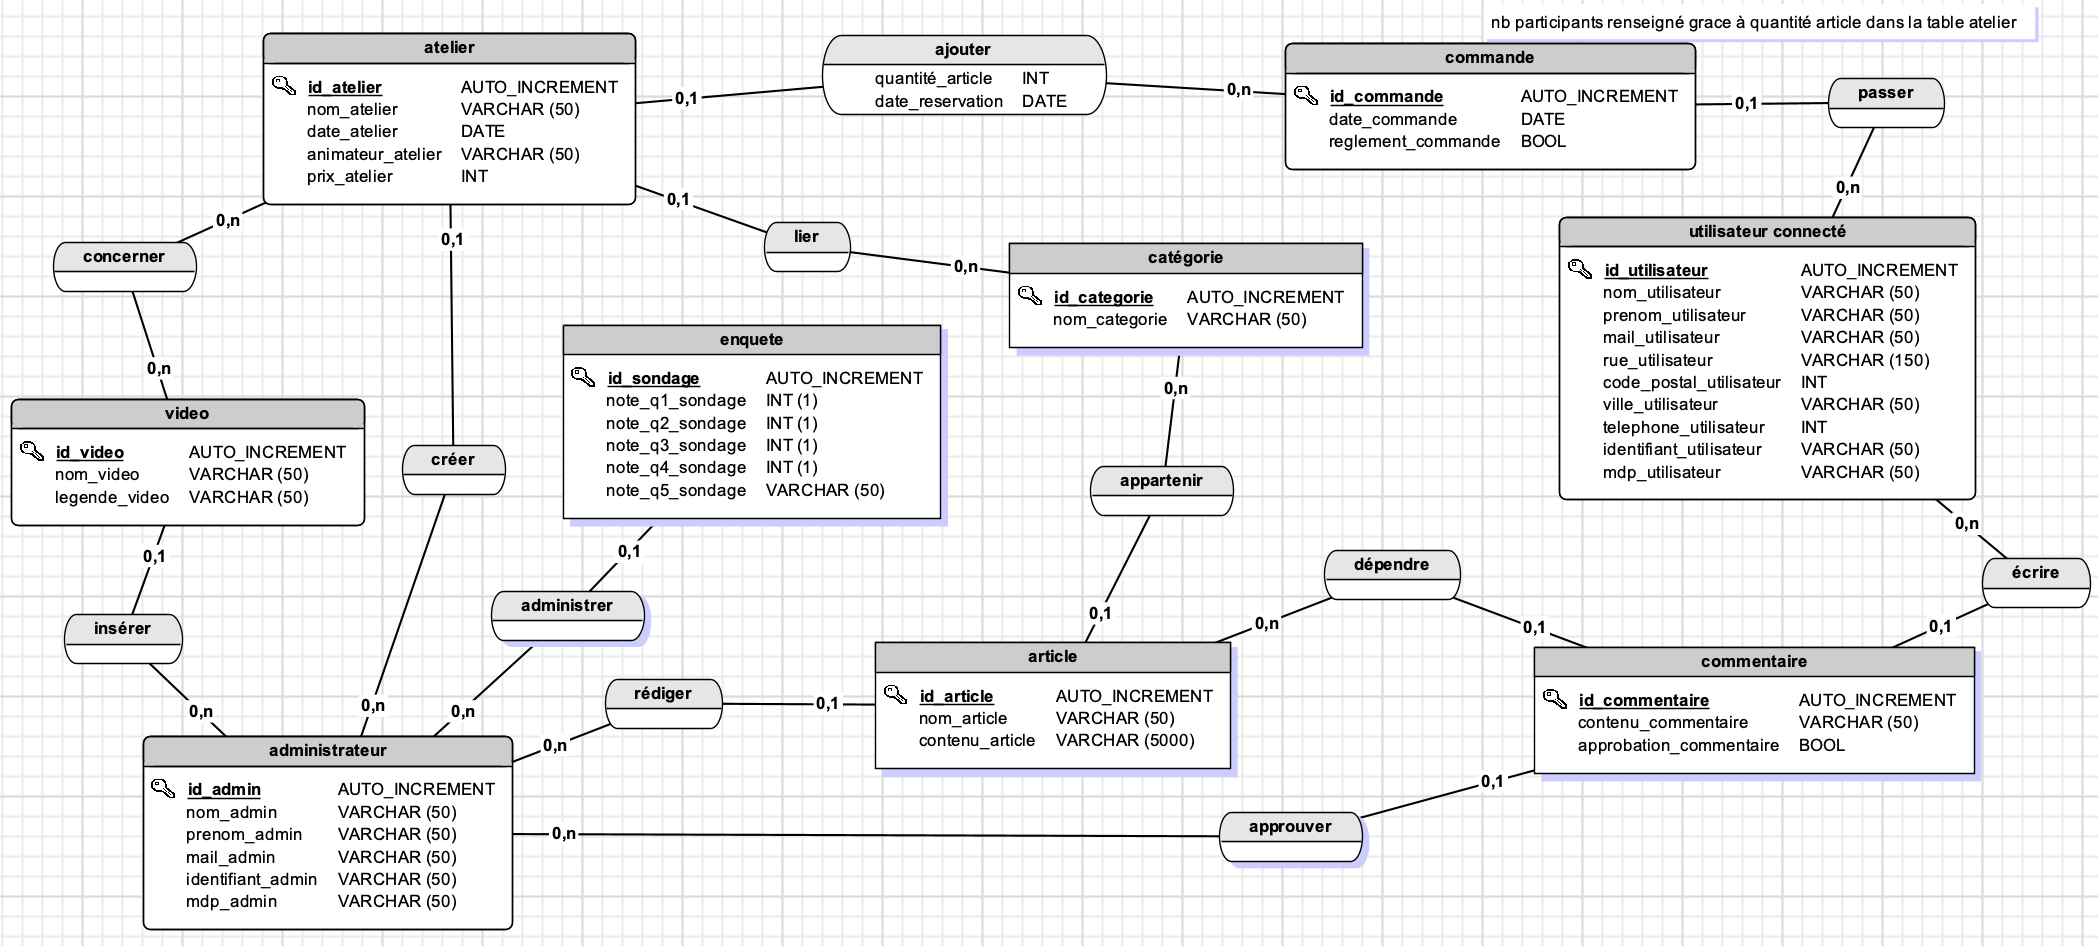 nb participants renseigné grace à quantité article dans la table atelier
atelier
id_atelier AUTO_INCREMENT
nom_atelier VARCHAR (50)
date_atelier DATE
animateur_atelier VARCHAR (50)
prix_atelier INT
0,1
ajouter
quantité_article INT
date_reservation DATE
0,n
commande
id_commande AUTO_INCREMENT
date_commande DATE
reglement_commande BOOL
0,1
passer
0,n
0,n
concerner
0,n
0,1
0,1
lier
0,n
catégorie
id_categorie AUTO_INCREMENT
nom_categorie VARCHAR (50)
utilisateur connecté
id_utilisateur AUTO_INCREMENT
nom_utilisateur VARCHAR (50)
prenom_utilisateur VARCHAR (50)
mail_utilisateur VARCHAR (50)
rue_utilisateur VARCHAR (150)
code_postal_utilisateur INT
ville_utilisateur VARCHAR (50)
telephone_utilisateur INT
identifiant_utilisateur VARCHAR (50)
mdp_utilisateur VARCHAR (50)
enquete
id_sondage AUTO_INCREMENT
note_q1_sondage INT (1)
note_q2_sondage INT (1)
note_q3_sondage INT (1)
note_q4_sondage INT (1)
note_q5_sondage VARCHAR (50)
video
id_video AUTO_INCREMENT
nom_video VARCHAR (50)
legende_video VARCHAR (50)
créer
0,n
appartenir
0,1
0,n
écrire
0,1
0,1
insérer
0,n
0,n
0,1
administrer
0,n
dépendre
0,n
0,1
rédiger
0,1
0,n
article
id_article AUTO_INCREMENT
nom_article VARCHAR (50)
contenu_article VARCHAR (5000)
commentaire
id_commentaire AUTO_INCREMENT
contenu_commentaire VARCHAR (50)
approbation_commentaire BOOL
administrateur
id_admin AUTO_INCREMENT
nom_admin VARCHAR (50)
prenom_admin VARCHAR (50)
mail_admin VARCHAR (50)
identifiant_admin VARCHAR (50)
mdp_admin VARCHAR (50)
0,n
approuver
0,1